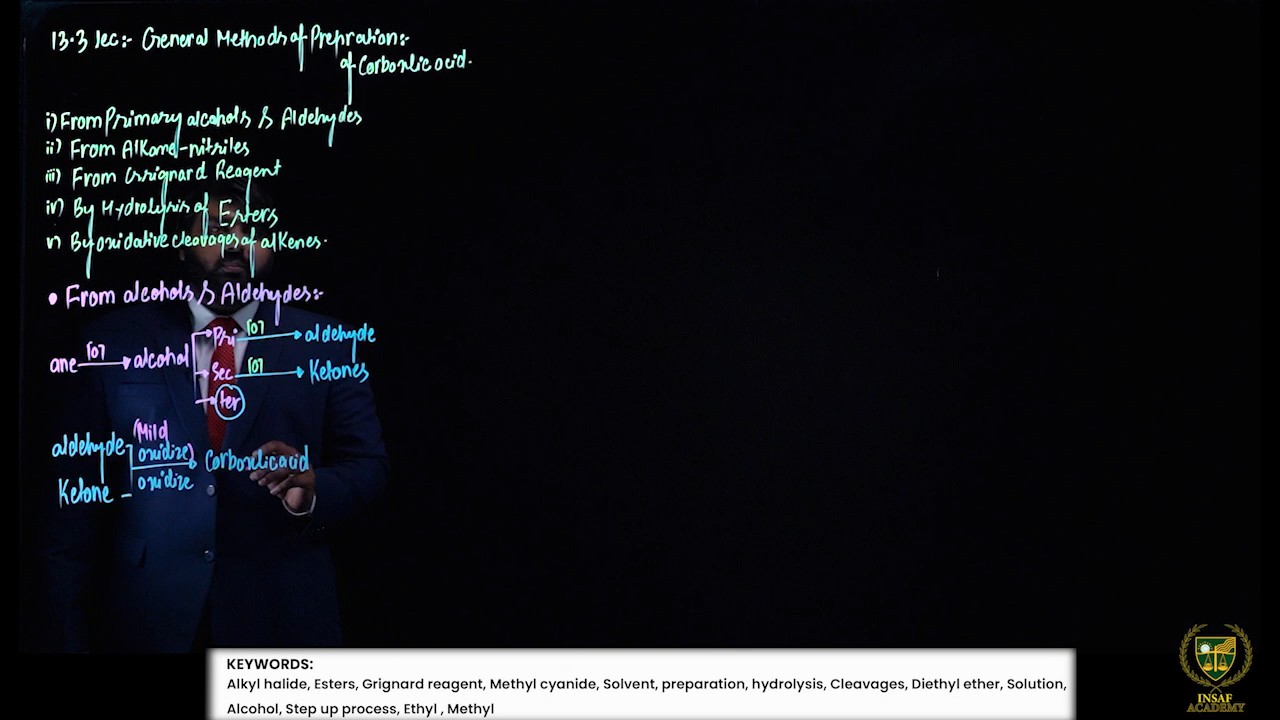 13.3 lec:- General Methods of Prepration:-
of Carboxlic acid.
i) From Primary alcohols & Aldehydes
ii) From Alkane-nitriles
iii) From Grignard Reagent
iv) By Hydrolysis of Esters
v) By oxidative cleavages of alkenes.
• From alcohols & Aldehydes:-
Pri [O] aldehyde
ane [O] alcohol
Sec [O] Ketones
ter
(Mild
aldehyde oxidize) Carboxlic acid
Ketone oxidize
KEYWORDS:
Alkyl halide, Esters, Grignard reagent, Methyl cyanide, Solvent, preparation, hydrolysis, Cleavages, Diethyl ether, Solution,
Alcohol, Step up process, Ethyl , Methyl
INSAF
ACADEMY